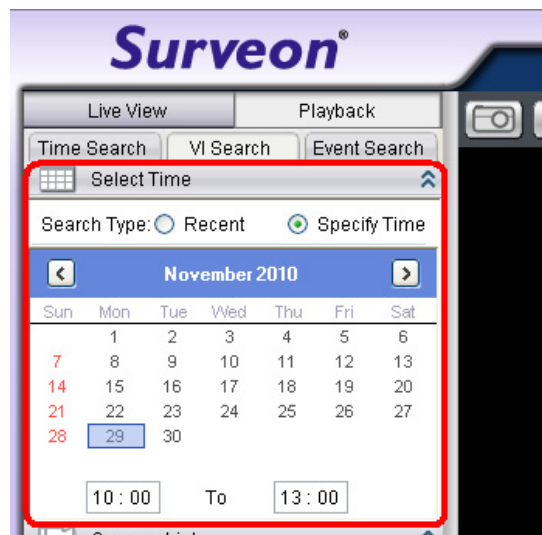 Surveon®
Live View Playback
Time Search VI Search Event Search
Select Time
Search Type: Recent Specify Time
November 2010
Sun Mon Tue Wed Thu Fri Sat
1 2 3 4 5 6
7 8 9 10 11 12 13
14 15 16 17 18 19 20
21 22 23 24 25 26 27
28 29 30
10 : 00 To 13 : 00